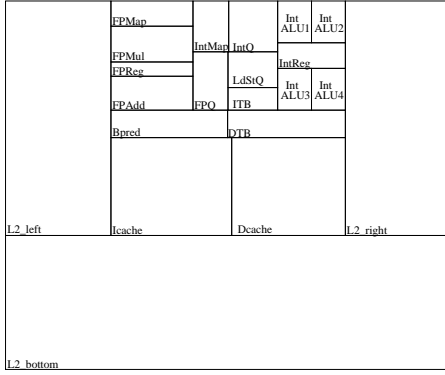 FPMap
Int
ALU1
Int
ALU2
IntMap
IntQ
FPMul
IntReg
FPReg
LdStQ
Int
ALU3
Int
ALU4
FPAdd
FPQ
ITB
Bpred
DTB
L2_left
Icache
Dcache
L2_right
L2_bottom